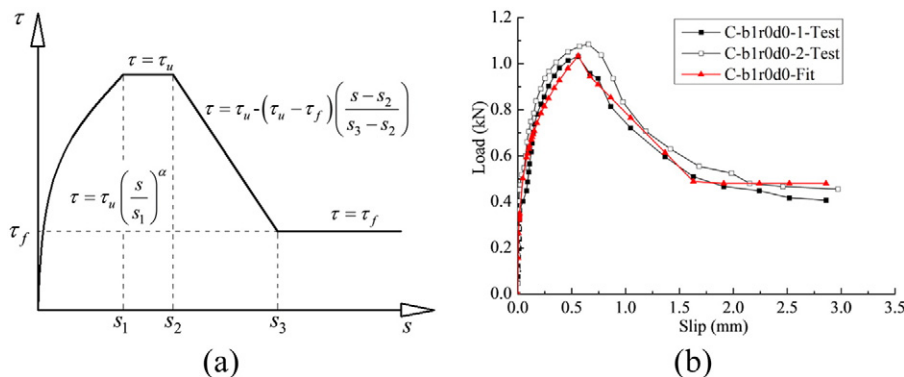 τ
τ = τ_u
τ = τ_u - (τ_u - τ_f) ((s - s_2) / (s_3 - s_2))
τ = τ_u (s / s_1)^α
τ_f
τ = τ_f
s_1 s_2 s_3 s
(a)
(b)
C-b1r0d0-1-Test
C-b1r0d0-2-Test
C-b1r0d0-Fit
Load (kN)
1.2
1.0
0.8
0.6
0.4
0.2
0.0
0.0 0.5 1.0 1.5 2.0 2.5 3.0 3.5
Slip (mm)
(b)